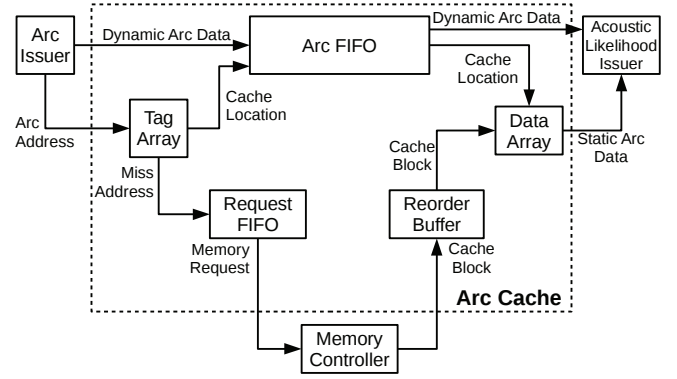 Arc
Issuer
Dynamic Arc Data
Arc FIFO
Dynamic Arc Data
Acoustic
Likelihood
Issuer
Cache
Location
Cache
Location
Arc
Address
Tag
Array
Data
Array
Static Arc
Data
Cache
Block
Miss
Address
Request
FIFO
Reorder
Buffer
Memory
Request
Cache
Block
Arc Cache
Memory
Controller